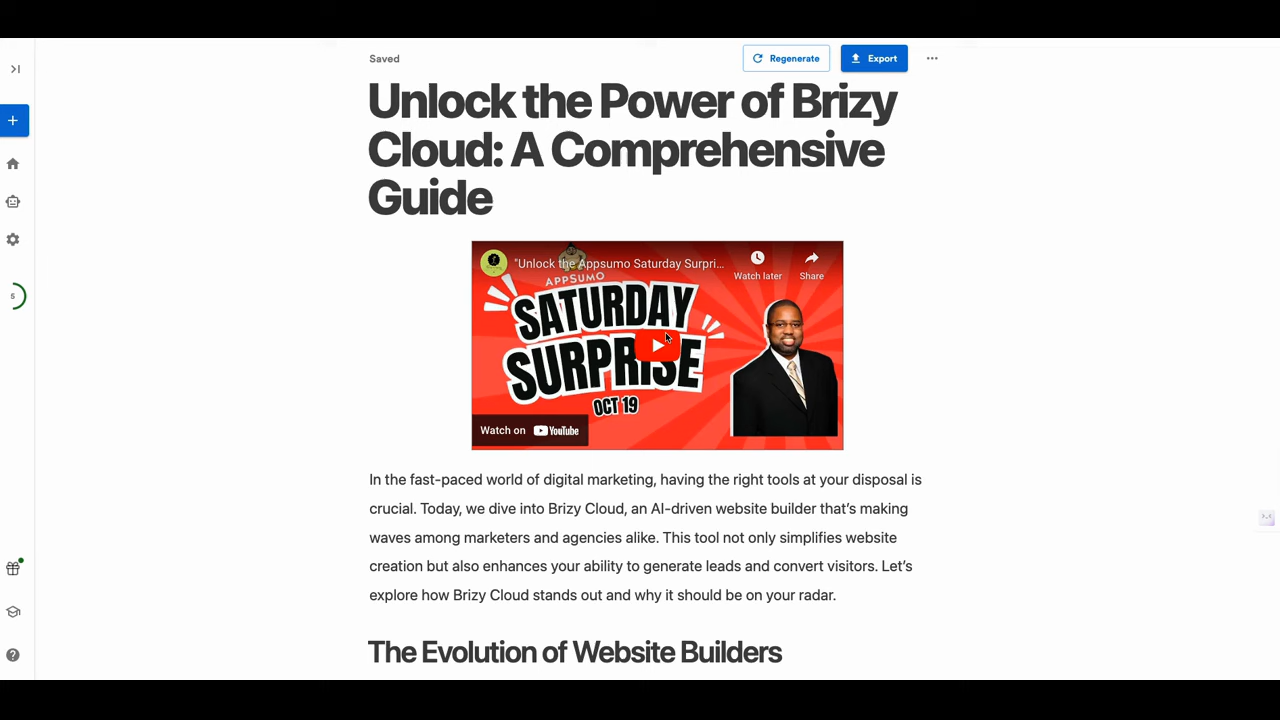 Saved
Regenerate
Export
Unlock the Power of Brizy
Cloud: A Comprehensive
Guide
"Unlock the Appsumo Saturday Surpri...
Watch later
Share
APPSUMO
SATURDAY
SURPRISE
OCT 19
Watch on YouTube
In the fast-paced world of digital marketing, having the right tools at your disposal is
crucial. Today, we dive into Brizy Cloud, an AI-driven website builder that’s making
waves among marketers and agencies alike. This tool not only simplifies website
creation but also enhances your ability to generate leads and convert visitors. Let’s
explore how Brizy Cloud stands out and why it should be on your radar.
5
The Evolution of Website Builders